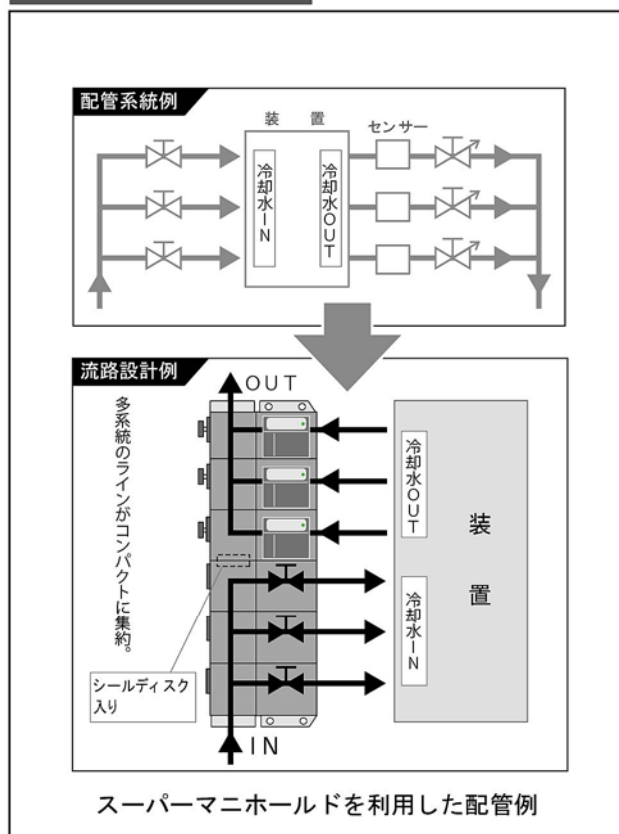 配管系統例
装 置
センサー
冷却水IN
冷却水OUT
流路設計例
OUT
多系統のラインがコンパクトに集約。
冷却水OUT
装 置
冷却水IN
シールディスク
入り
IN
スーパーマニホールドを利用した配管例